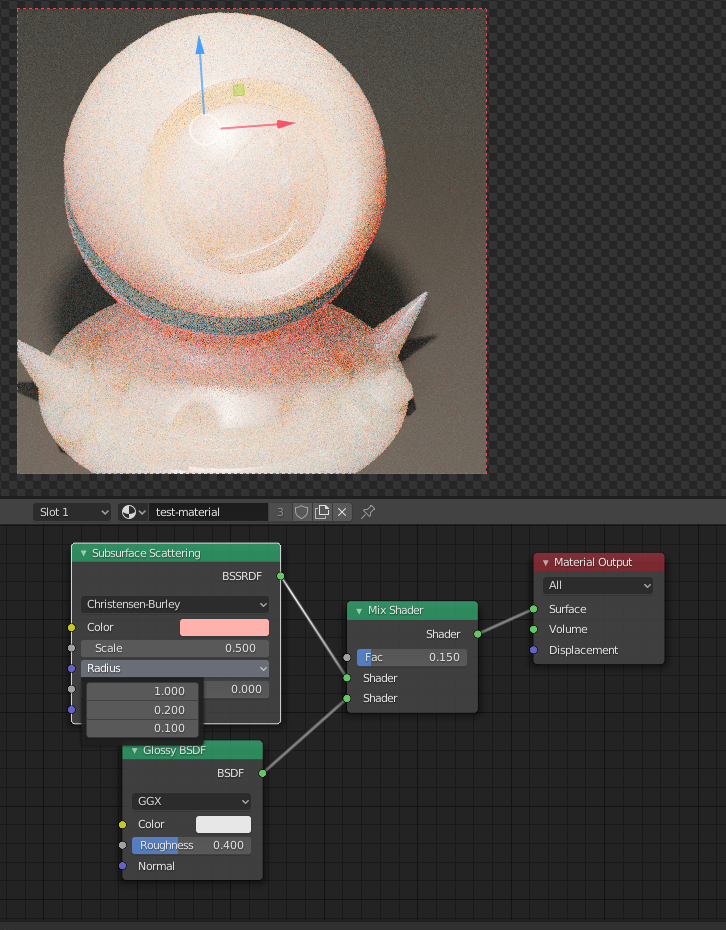 Slot 1
test-material
3
Subsurface Scattering
BSSRDF
Christensen-Burley
Color
Scale 0.500
Radius
0.000
1.000
0.200
0.100
Glossy BSDF
BSDF
GGX
Color
Roughness 0.400
Normal
Mix Shader
Shader
Fac 0.150
Shader
Shader
Material Output
All
Surface
Volume
Displacement